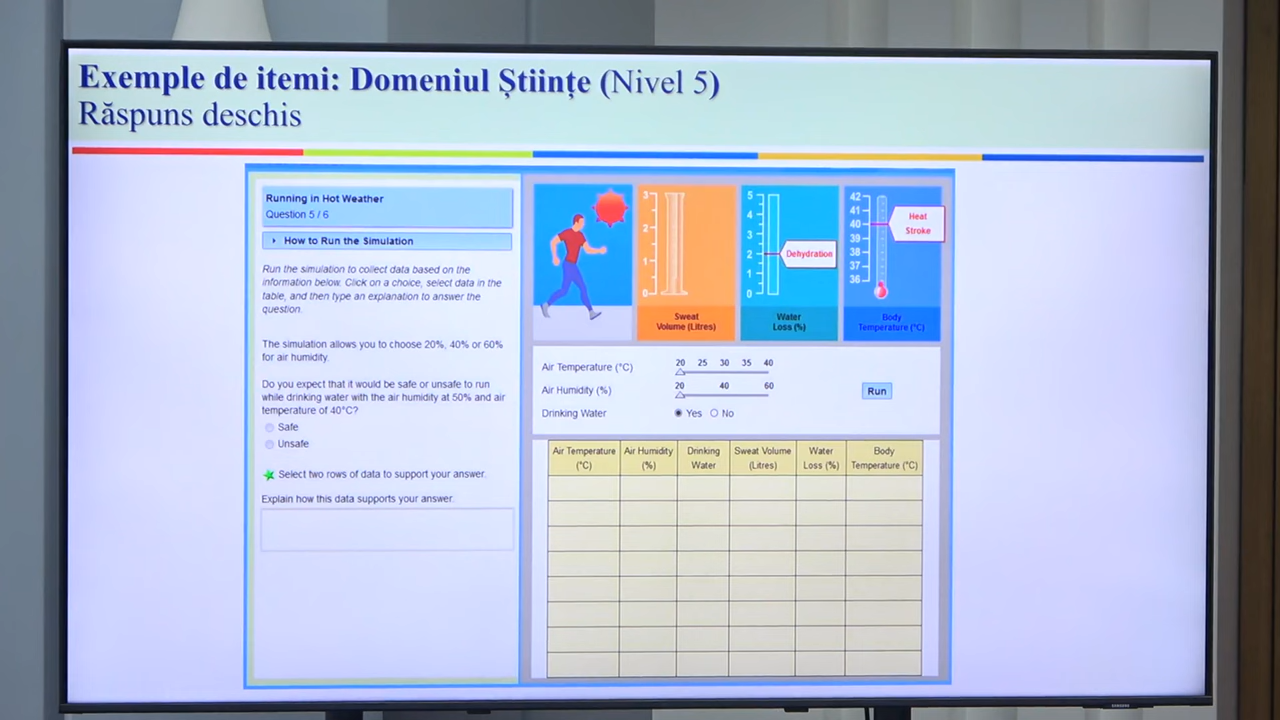 Exemple de itemi: Domeniul Științe (Nivel 5)
Răspuns deschis
Running in Hot Weather
Question 5 / 6
How to Run the Simulation
Run the simulation to collect data based on the
information below. Click on a choice, select data in the
table, and then type an explanation to answer the
question.
The simulation allows you to choose 20%, 40% or 60%
for air humidity.
Do you expect that it would be safe or unsafe to run
while drinking water with the air humidity at 50% and air
temperature of 40°C?
Safe
Unsafe
Select two rows of data to support your answer.
Explain how this data supports your answer.
3
2
1
0
Sweat
Volume (Litres)
5
4
3
2
1
0
Dehydration
Water
Loss (%)
42
41
40
39
38
37
36
Heat
Stroke
Body
Temperature (°C)
Air Temperature (°C) 20 25 30 35 40
Air Humidity (%) 20 40 60
Drinking Water Yes No
Run
Air Temperature (°C)
Air Humidity (%)
Drinking Water
Sweat Volume (Litres)
Water Loss (%)
Body Temperature (°C)
SAMSUNG